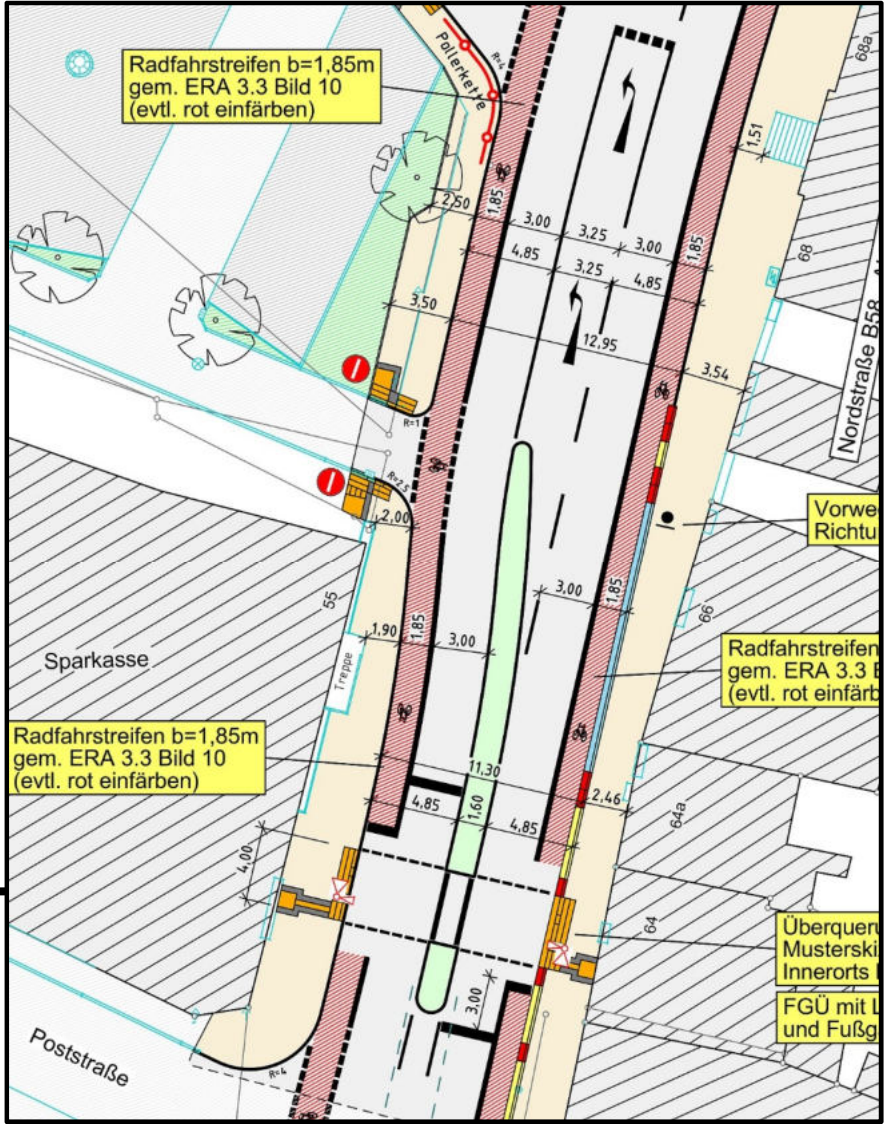 Radfahrstreifen b=1,85m
gem. ERA 3.3 Bild 10
(evtl. rot einfärben)
Pollerkette
R=4
68a
1,51
2,50
1,85
3,00
3,25
3,00
1,85
68
4,85
3,25
4,85
3,50
12,95
3,54
Nordstraße B58
R=1
R=2,5
2,00
Vorwe
Richtu
55
3,00
1,85
66
1,90
1,85
3,00
Sparkasse
Treppe
Radfahrstreifen
gem. ERA 3.3
(evtl. rot einfärb
Radfahrstreifen b=1,85m
gem. ERA 3.3 Bild 10
(evtl. rot einfärben)
11,30
4,85
1,60
4,85
2,46
64a
4,00
64
Überqueru
Musterski
Innerorts
3,00
FGÜ mit L
und Fußg
Poststraße
R=4